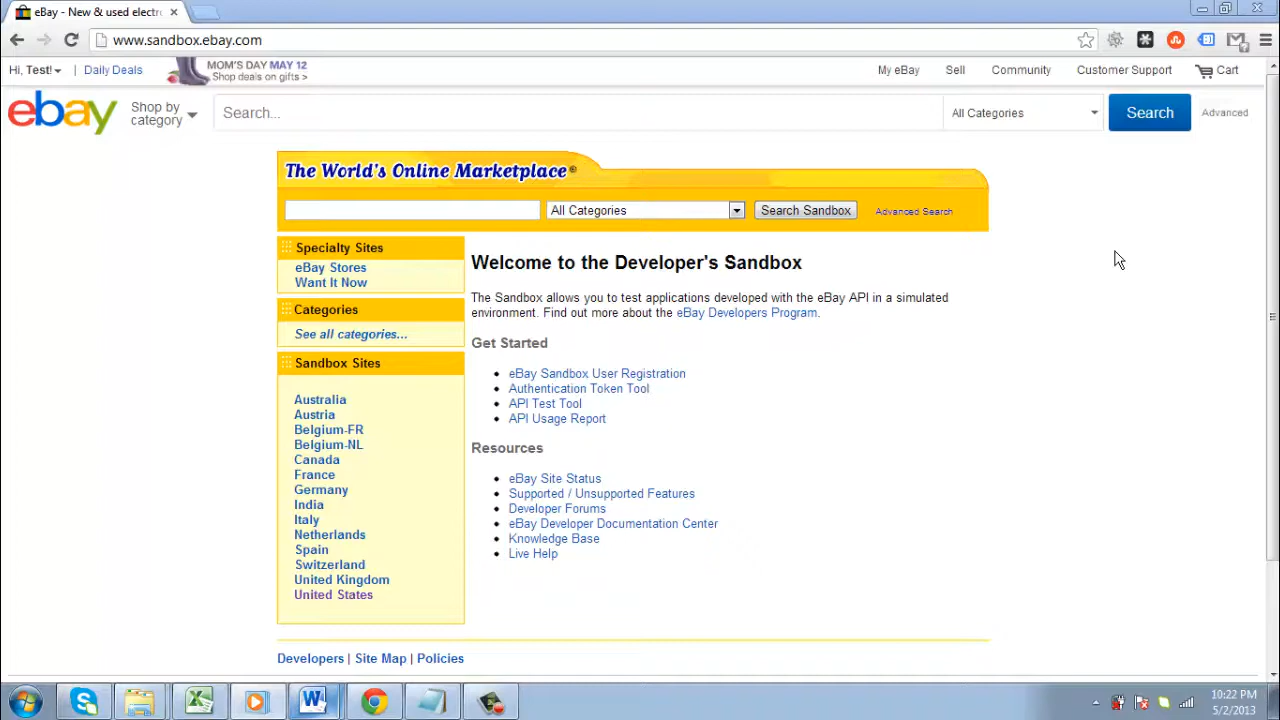 eBay - New & used electr
www.sandbox.ebay.com
Hi, Test! | Daily Deals
MOM'S DAY MAY 12
Shop deals on gifts >
My eBay Sell Community Customer Support Cart
ebay
Shop by
category
Search...
All Categories
Search
Advanced
The World's Online Marketplace®
All Categories
Search Sandbox
Advanced Search
Specialty Sites
eBay Stores
Want It Now
Categories
See all categories...
Sandbox Sites
Australia
Austria
Belgium-FR
Belgium-NL
Canada
France
Germany
India
Italy
Netherlands
Spain
Switzerland
United Kingdom
United States
Welcome to the Developer's Sandbox
The Sandbox allows you to test applications developed with the eBay API in a simulated
environment. Find out more about the eBay Developers Program.
Get Started
eBay Sandbox User Registration
Authentication Token Tool
API Test Tool
API Usage Report
Resources
eBay Site Status
Supported / Unsupported Features
Developer Forums
eBay Developer Documentation Center
Knowledge Base
Live Help
Developers | Site Map | Policies
10:22 PM
5/2/2013